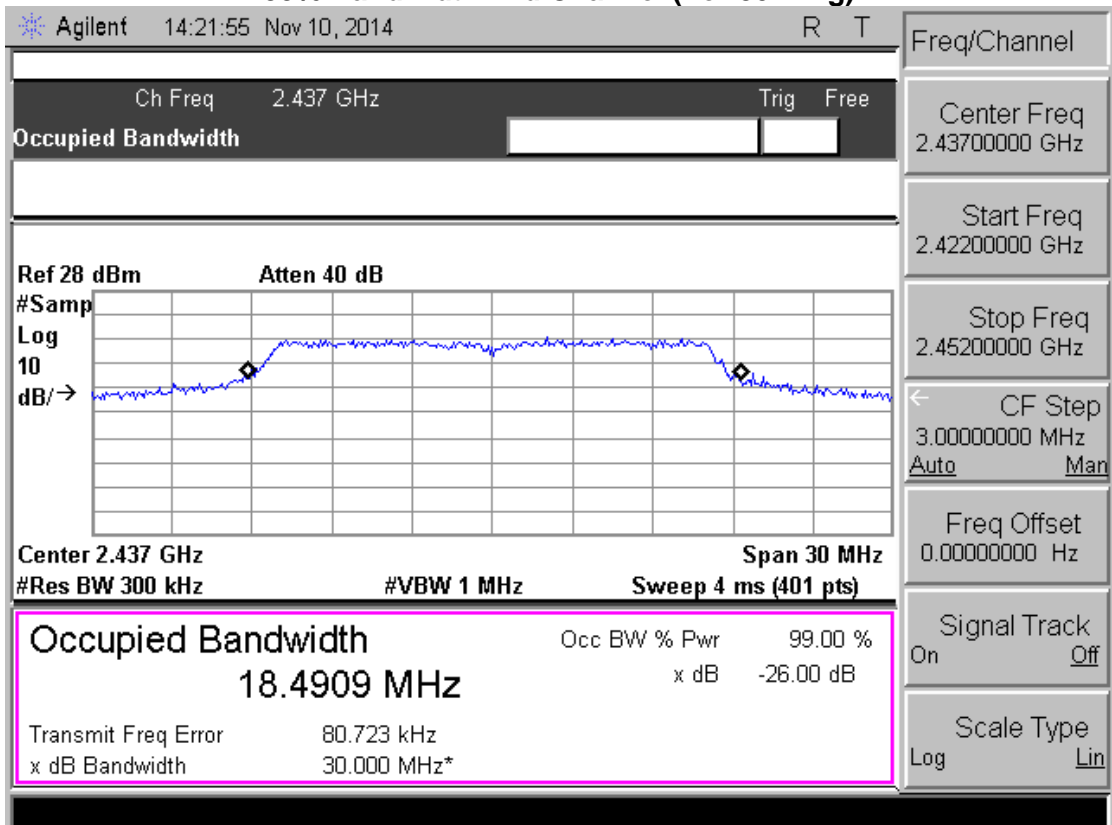 Agilent 14:21:55 Nov 10, 2014 R T
Freq/Channel
Ch Freq 2.437 GHz Trig Free
Occupied Bandwidth
Center Freq
2.43700000 GHz
Start Freq
2.42200000 GHz
Stop Freq
2.45200000 GHz
CF Step
3.00000000 MHz
Auto Man
Freq Offset
0.00000000 Hz
Signal Track
On Off
Scale Type
Log Lin
Ref 28 dBm Atten 40 dB
#Samp
Log
10
dB/→
Center 2.437 GHz Span 30 MHz
#Res BW 300 kHz #VBW 1 MHz Sweep 4 ms (401 pts)
Occupied Bandwidth Occ BW % Pwr 99.00 %
18.4909 MHz x dB -26.00 dB
Transmit Freq Error 80.723 kHz
x dB Bandwidth 30.000 MHz*